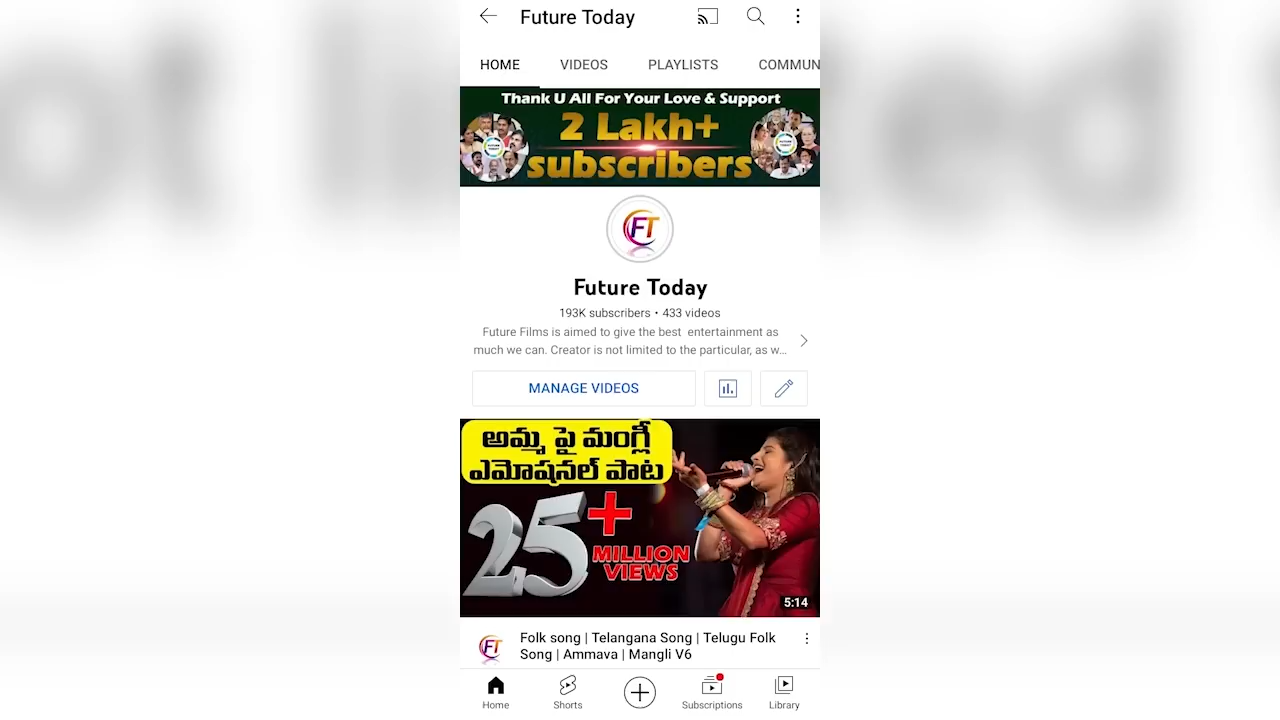 Future Today
HOME VIDEOS PLAYLISTS COMMUN
Thank U All For Your Love & Support
2 Lakh+
subscribers
FT
Future Today
193K subscribers • 433 videos
Future Films is aimed to give the best entertainment as
much we can. Creator is not limited to the particular, as w...
MANAGE VIDEOS
అమ్మ పై మంగ్లీ
ఎమోషనల్ పాట
25+
MILLION
VIEWS
5:14
FT
Folk song | Telangana Song | Telugu Folk
Song | Ammava | Mangli V6
Home Shorts Subscriptions Library